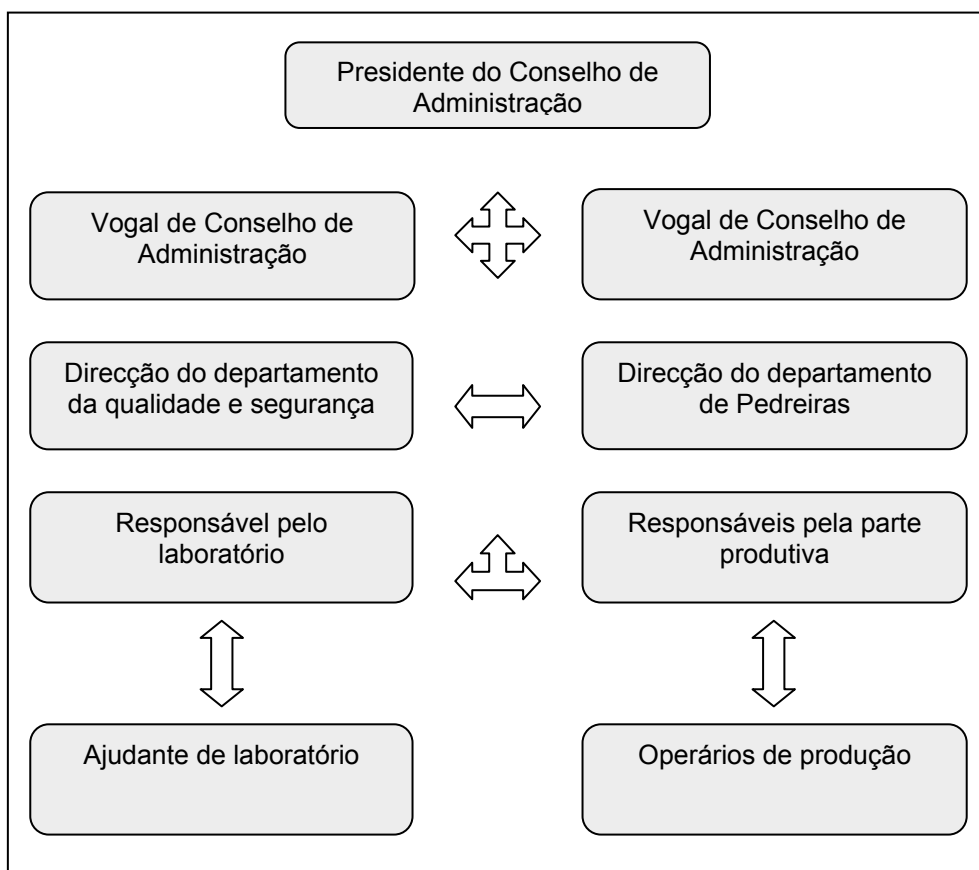 Presidente do Conselho de
Administração
Vogal de Conselho de
Administração
Vogal de Conselho de
Administração
Direcção do departamento
da qualidade e segurança
Direcção do departamento
de Pedreiras
Responsável pelo
laboratório
Responsáveis pela parte
produtiva
Ajudante de laboratório
Operários de produção